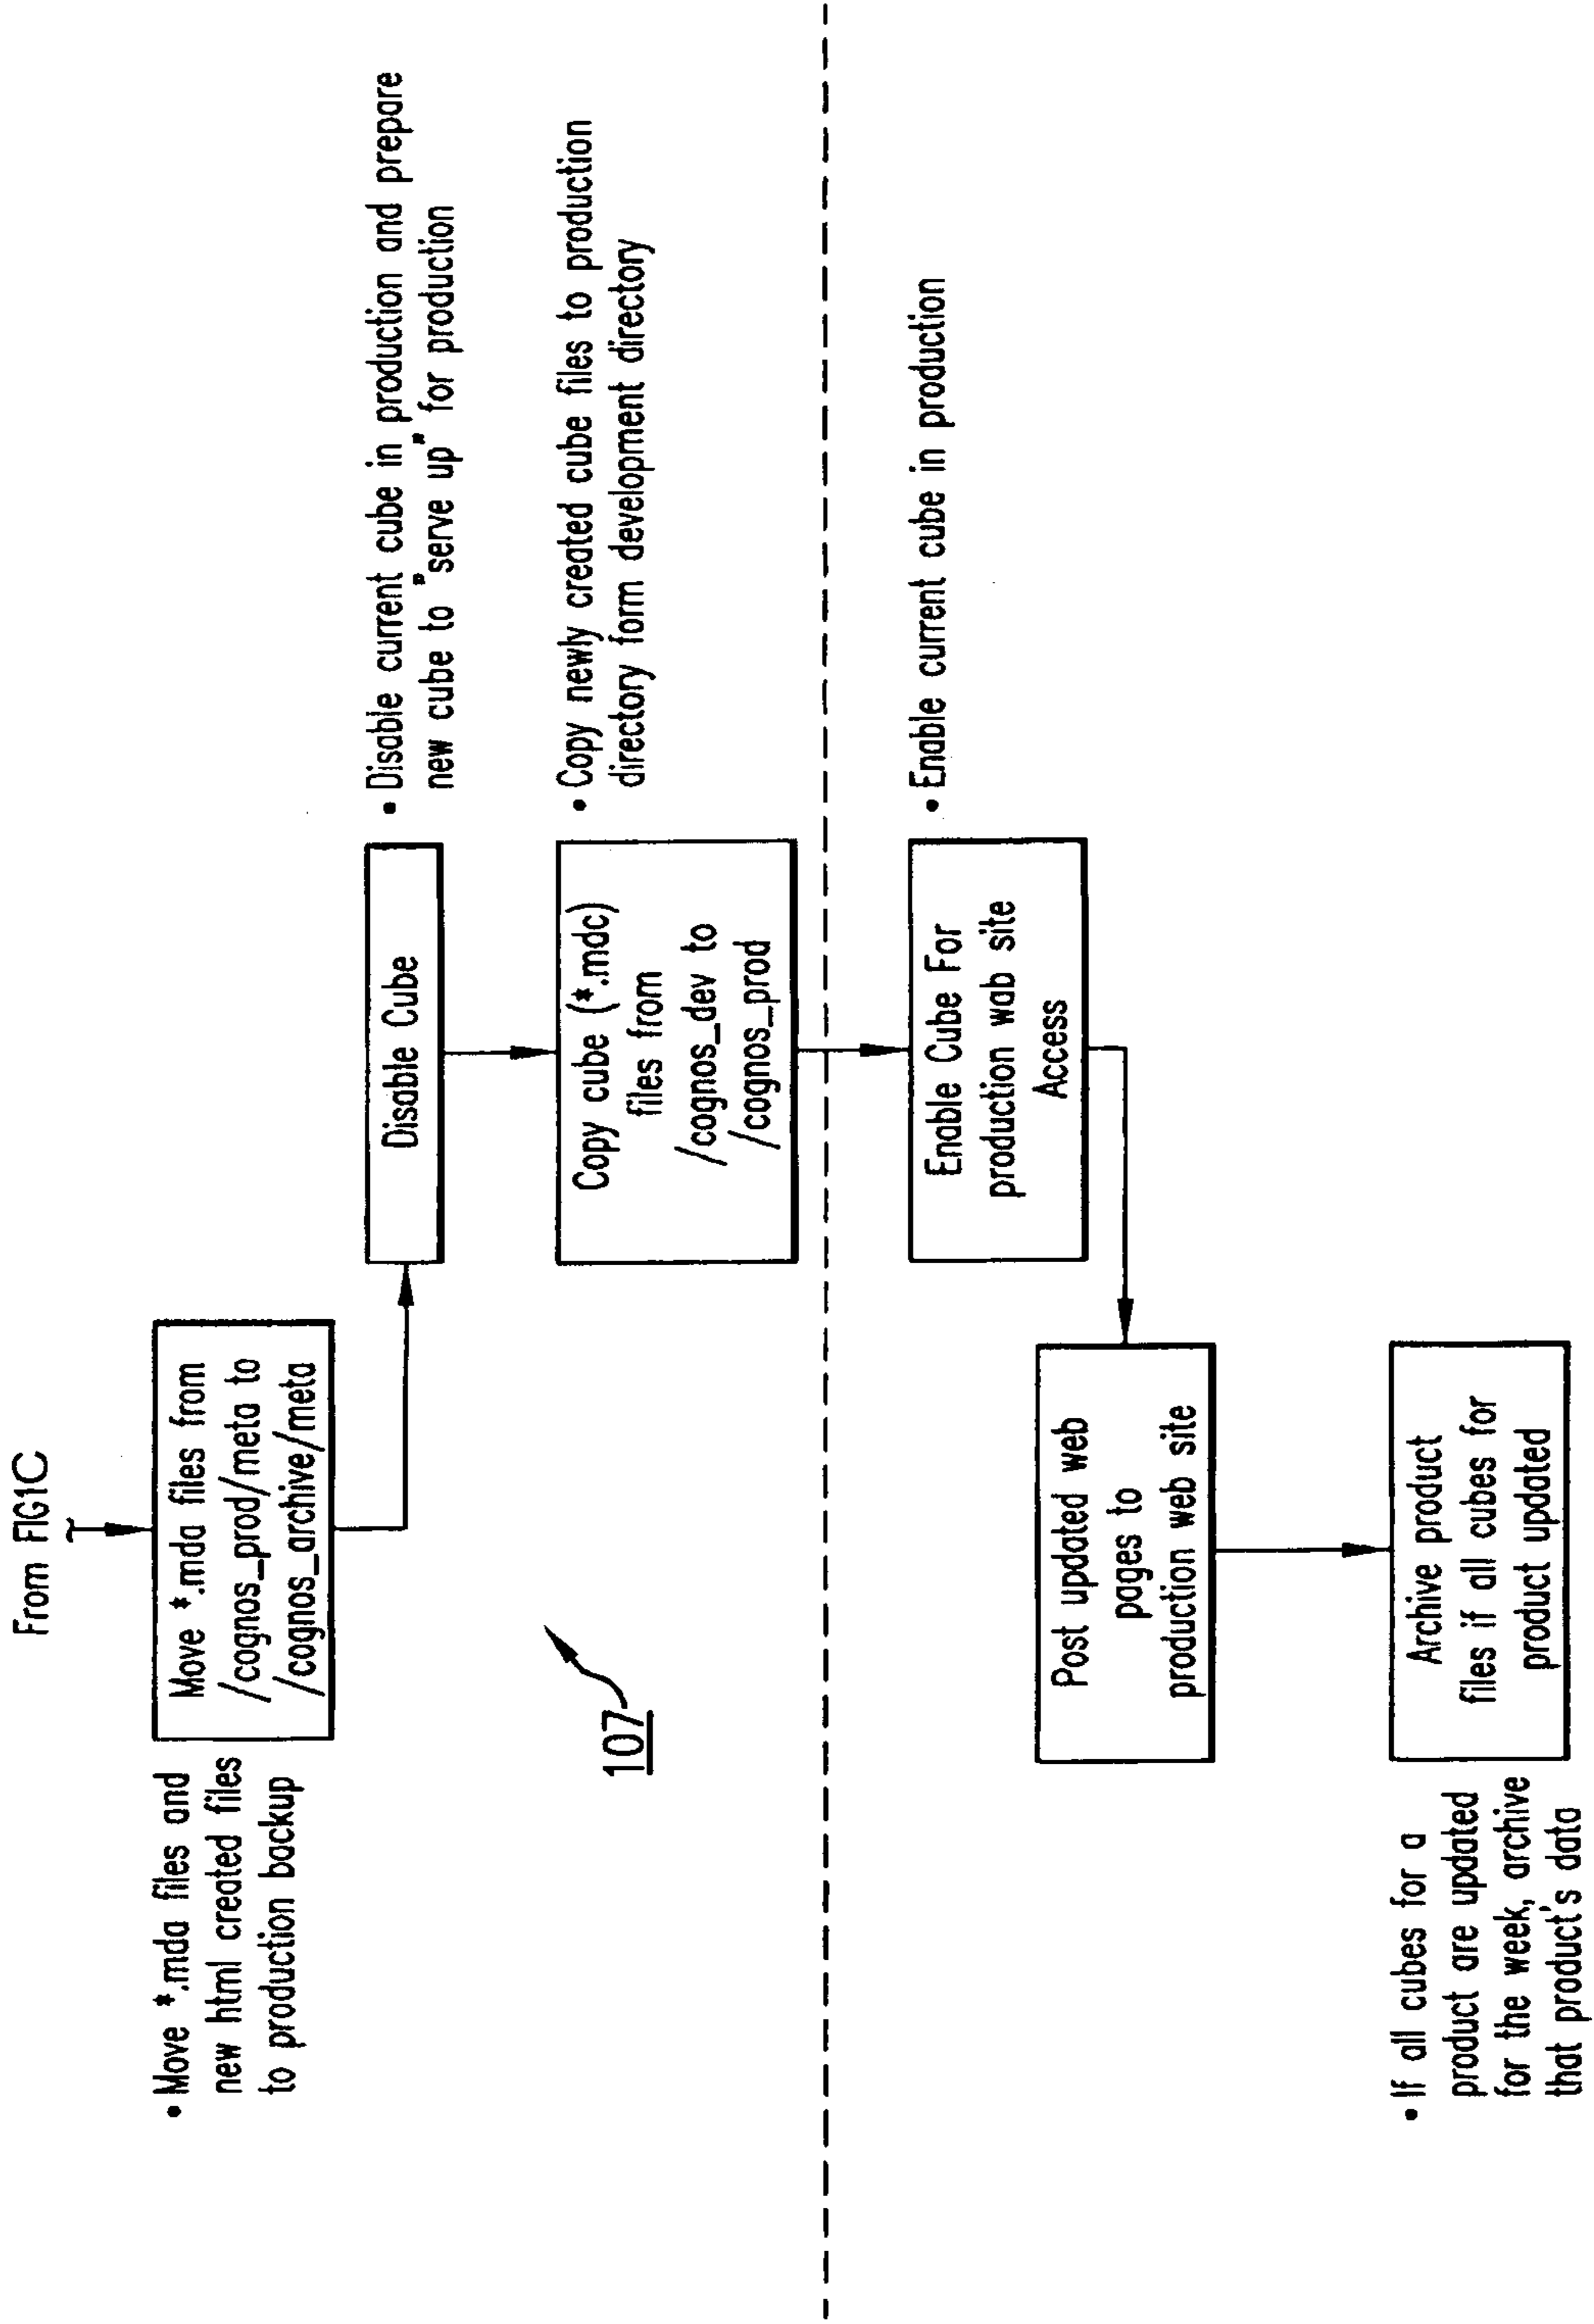 From FIG1C
• Move *.mda files and
new html created files
to production backup
Move *.mda files from
/cognos_prod/meta to
/cognos_archive/meta
Disable Cube
• Disable current cube in production and prepare
new cube to "serve up" for production
Copy cube (*.mdc)
files from
/cognos_dev to
/cognos_prod
• Copy newly created cube files to production
directory form development directory
107
Enable Cube For
production wab site
Access
• Enable current cube in production
Post updated web
pages to
production web site
• If all cubes for a
product are updated
for the week, archive
that product's data
Archive product
files if all cubes for
product updated